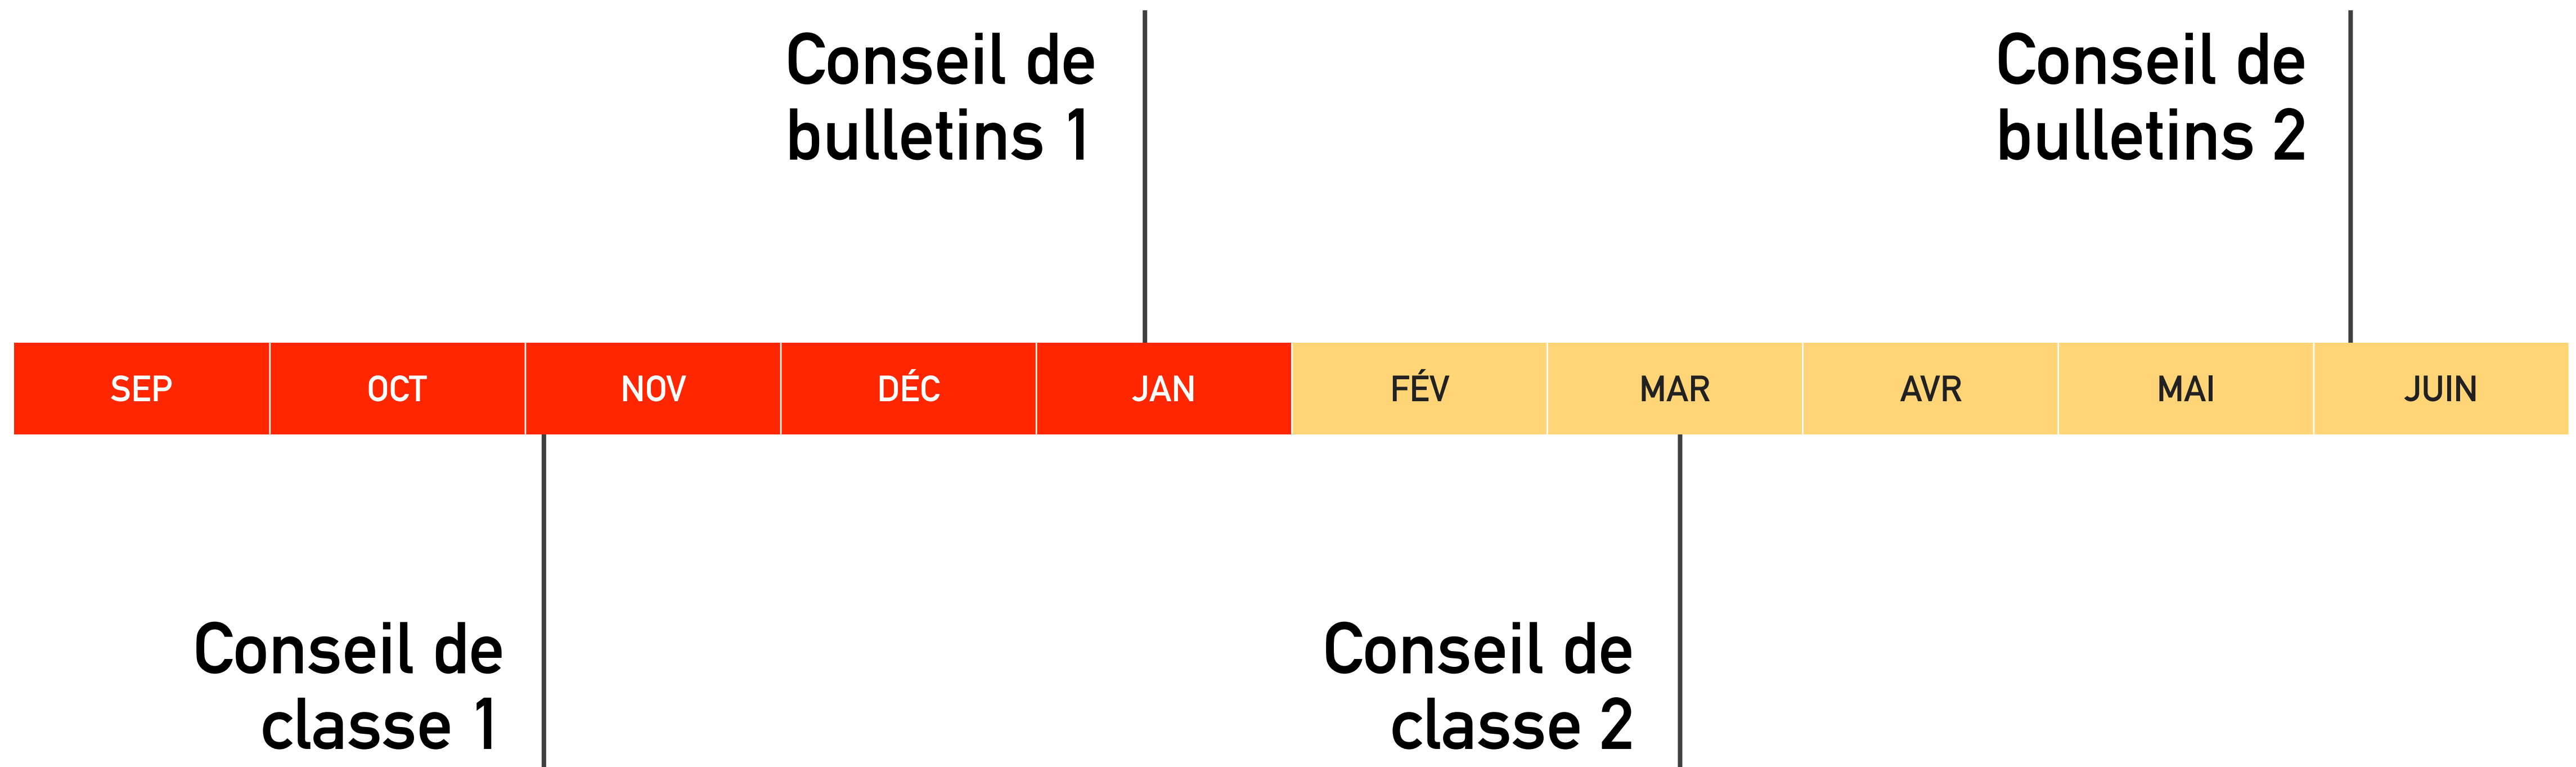 Conseil de
bulletins 1
Conseil de
bulletins 2
SEP OCT NOV DÉC JAN FÉV MAR AVR MAI JUIN
Conseil de
classe 1
Conseil de
classe 2